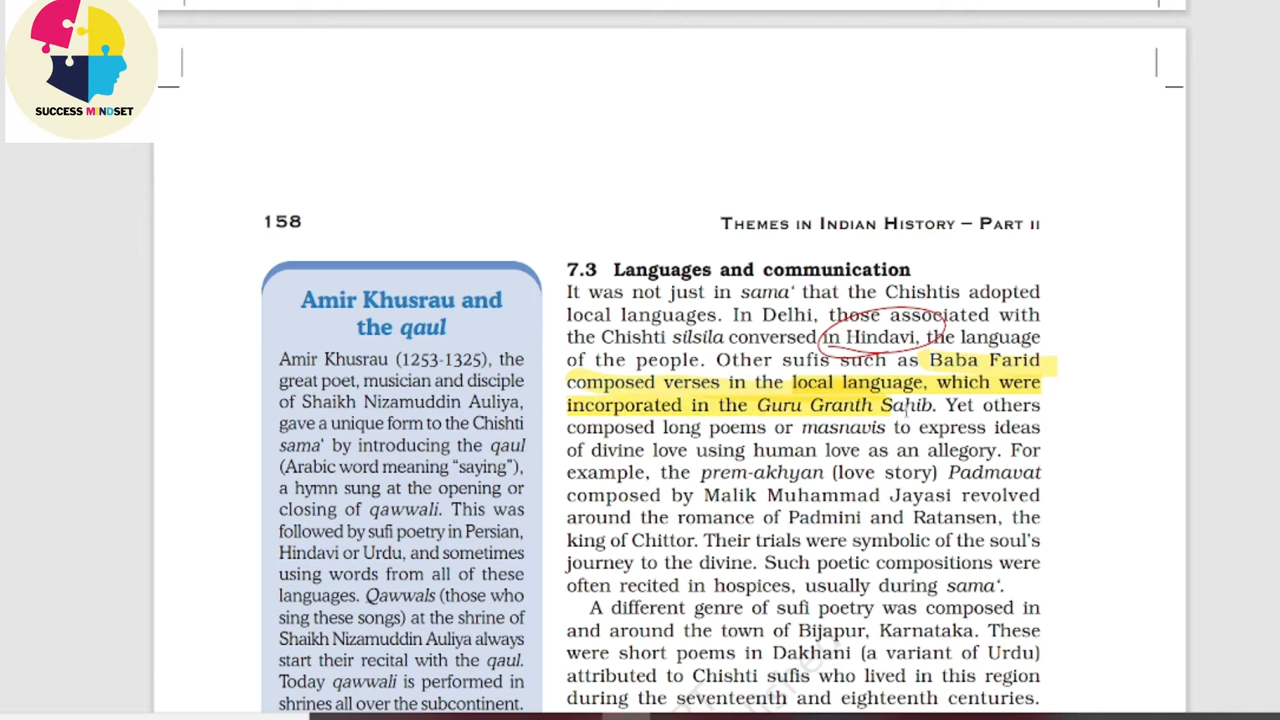 SUCCESS MINDSET
158
THEMES IN INDIAN HISTORY – PART II
Amir Khusrau and
the qaul
Amir Khusrau (1253-1325), the
great poet, musician and disciple
of Shaikh Nizamuddin Auliya,
gave a unique form to the Chishti
sama‘ by introducing the qaul
(Arabic word meaning “saying”),
a hymn sung at the opening or
closing of qawwali. This was
followed by sufi poetry in Persian,
Hindavi or Urdu, and sometimes
using words from all of these
languages. Qawwals (those who
sing these songs) at the shrine of
Shaikh Nizamuddin Auliya always
start their recital with the qaul.
Today qawwali is performed in
shrines all over the subcontinent.
7.3 Languages and communication
It was not just in sama‘ that the Chishtis adopted
local languages. In Delhi, those associated with
the Chishti silsila conversed in Hindavi, the language
of the people. Other sufis such as Baba Farid
composed verses in the local language, which were
incorporated in the Guru Granth Sahib. Yet others
composed long poems or masnavis to express ideas
of divine love using human love as an allegory. For
example, the prem-akhyan (love story) Padmavat
composed by Malik Muhammad Jayasi revolved
around the romance of Padmini and Ratansen, the
king of Chittor. Their trials were symbolic of the soul’s
journey to the divine. Such poetic compositions were
often recited in hospices, usually during sama‘.
A different genre of sufi poetry was composed in
and around the town of Bijapur, Karnataka. These
were short poems in Dakhani (a variant of Urdu)
attributed to Chishti sufis who lived in this region
during the seventeenth and eighteenth centuries.